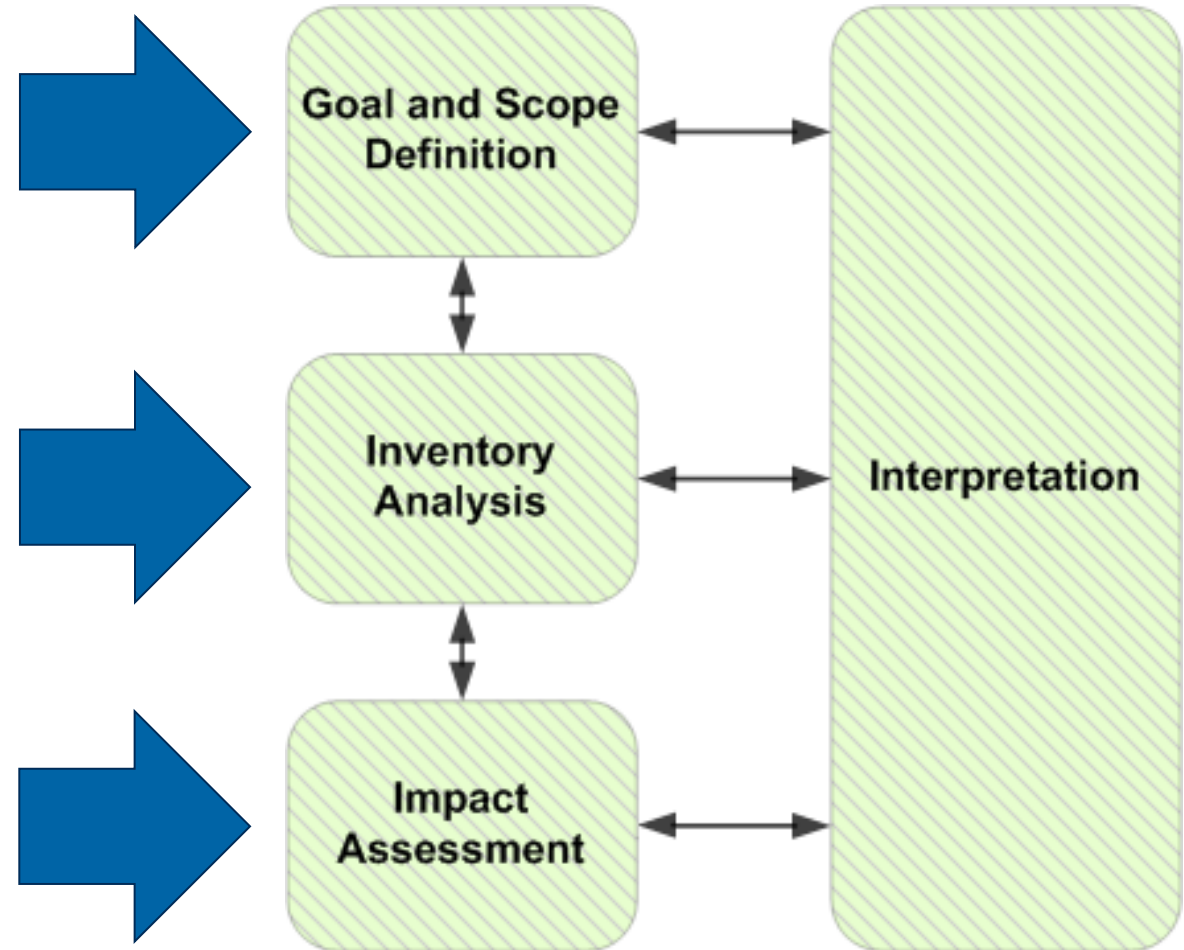 Goal and Scope
Definition
Inventory
Analysis
Interpretation
Impact
Assessment